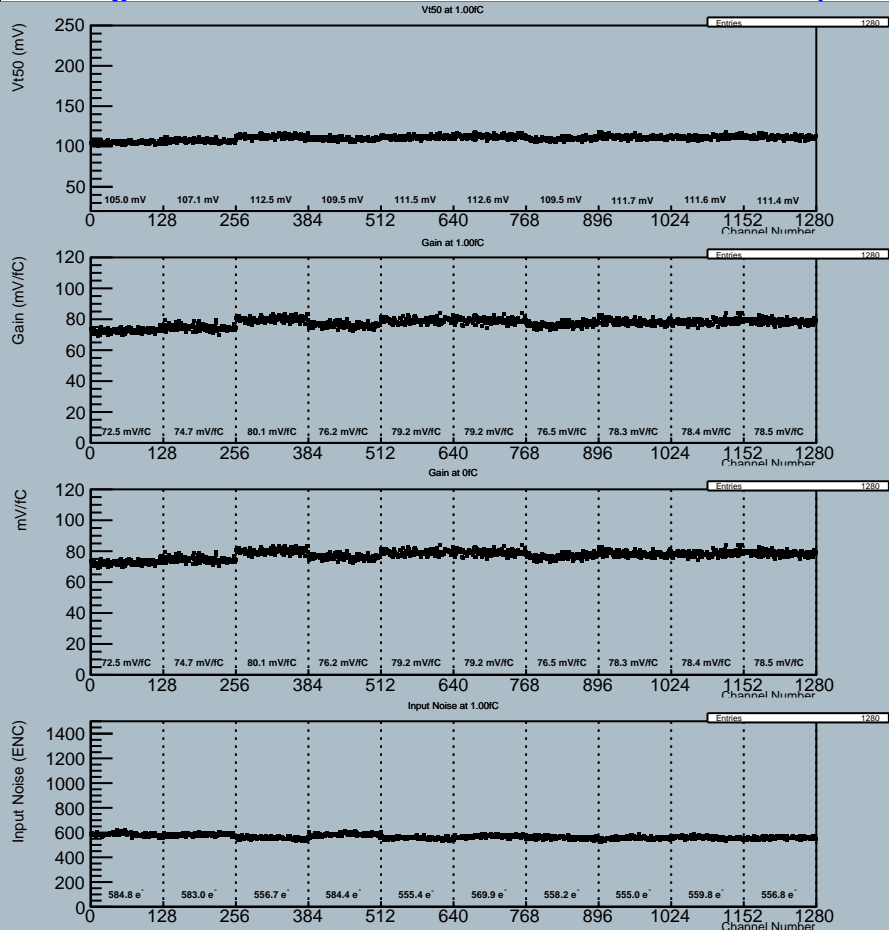 Vt50 at 1.00fC
Entries 1280
Vt50 (mV)
250
200
150
100
50
105.0 mV 107.1 mV 112.5 mV 109.5 mV 111.5 mV 112.6 mV 109.5 mV 111.7 mV 111.6 mV 111.4 mV
0 128 256 384 512 640 768 896 1024 1152 1280
Channel Number
Gain at 1.00fC
Entries 1280
Gain (mV/fC)
120
100
80
60
40
20
0
72.5 mV/fC 74.7 mV/fC 80.1 mV/fC 76.2 mV/fC 79.2 mV/fC 79.2 mV/fC 76.5 mV/fC 78.3 mV/fC 78.4 mV/fC 78.5 mV/fC
0 128 256 384 512 640 768 896 1024 1152 1280
Channel Number
Gain at 0fC
Entries 1280
mV/fC
120
100
80
60
40
20
0
72.5 mV/fC 74.7 mV/fC 80.1 mV/fC 76.2 mV/fC 79.2 mV/fC 79.2 mV/fC 76.5 mV/fC 78.3 mV/fC 78.4 mV/fC 78.5 mV/fC
0 128 256 384 512 640 768 896 1024 1152 1280
Channel Number
Input Noise at 1.00fC
Entries 1280
Input Noise (ENC)
1400
1200
1000
800
600
400
200
0
584.8 e⁻ 583.0 e⁻ 556.7 e⁻ 584.4 e⁻ 555.4 e⁻ 569.9 e⁻ 558.2 e⁻ 555.0 e⁻ 559.8 e⁻ 556.8 e⁻
0 128 256 384 512 640 768 896 1024 1152 1280
Channel Number